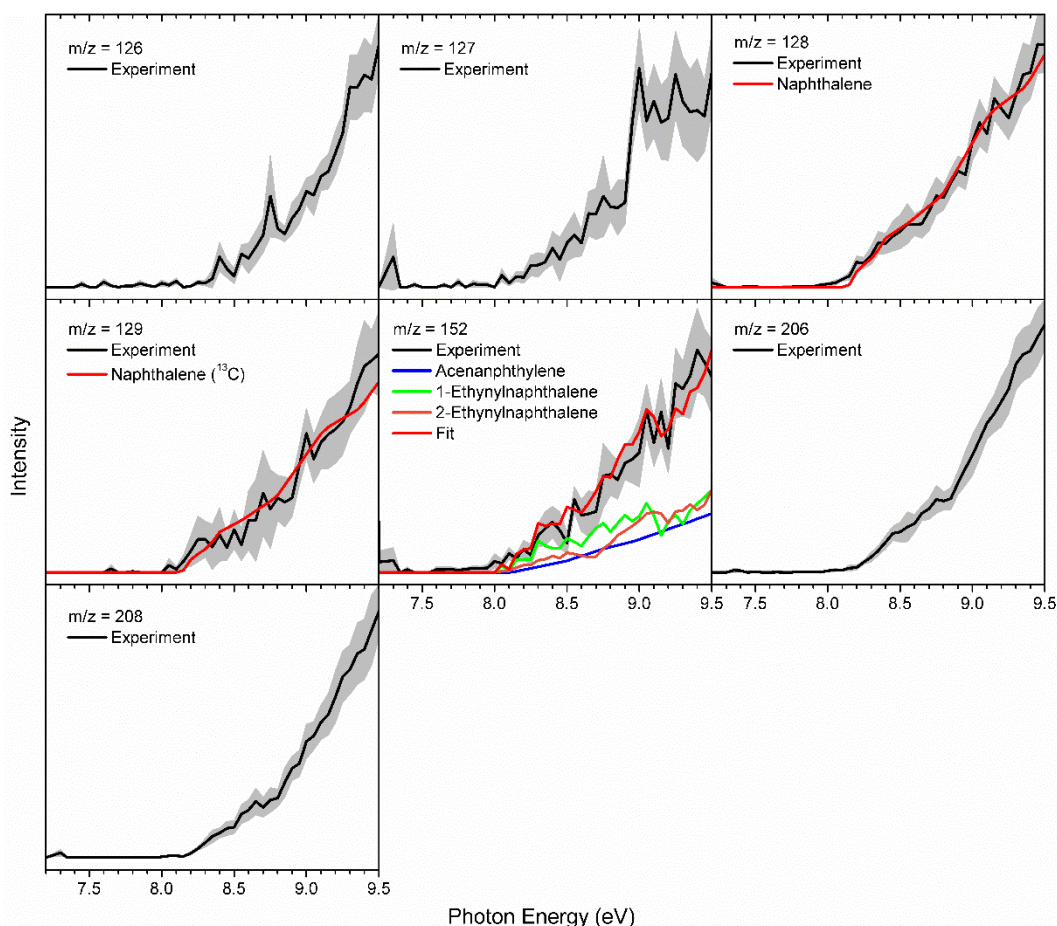 m/z = 126
Experiment
m/z = 127
Experiment
m/z = 128
Experiment
Naphthalene
m/z = 129
Experiment
Naphthalene (¹³C)
m/z = 152
Experiment
Acenanphthylene
1-Ethynylnaphthalene
2-Ethynylnaphthalene
Fit
m/z = 206
Experiment
7.5 8.0 8.5 9.0 9.5
7.5 8.0 8.5 9.0 9.5
m/z = 208
Experiment
7.5 8.0 8.5 9.0 9.5
Intensity
Photon Energy (eV)